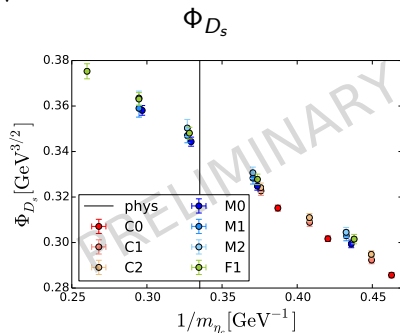 Φ_{D_s}
0.38
0.36
0.34
0.32
0.30
0.28
Φ_{D_s}[GeV^{3/2}]
PRELIMINARY
phys
C0
C1
C2
M0
M1
M2
F1
0.25 0.30 0.35 0.40 0.45
1/m_{η_c}[GeV^{-1}]